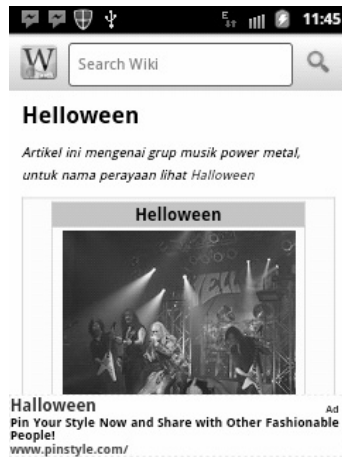 E
11:45
W
Search Wiki
Helloween
Artikel ini mengenai grup musik power metal,
untuk nama perayaan lihat Halloween
Helloween
HELL
Halloween
Ad
Pin Your Style Now and Share with Other Fashionable
People!
www.pinstyle.com/